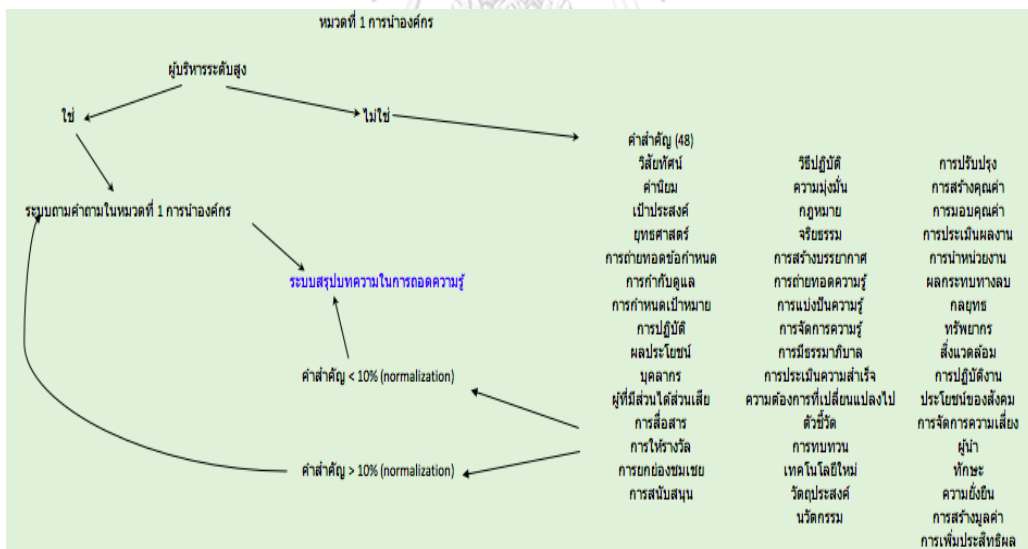 หมวดที่ 1 การนำองค์กร
ผู้บริหารระดับสูง
ใช่
ไม่ใช่
ระบบถามคำถามในหมวดที่ 1 การนำองค์กร
ระบบสรุปบทความในการถอดความรู้
คำสำคัญ < 10% (normalization)
คำสำคัญ > 10% (normalization)
คำสำคัญ (48)
วิสัยทัศน์
ค่านิยม
เป้าประสงค์
ยุทธศาสตร์
การถ่ายทอดข้อกำหนด
การกำกับดูแล
การกำหนดเป้าหมาย
การปฏิบัติ
ผลประโยชน์
บุคลากร
ผู้ที่มีส่วนได้ส่วนเสีย
การสื่อสาร
การให้รางวัล
การยกย่องชมเชย
การสนับสนุน
วิธีปฏิบัติ
ความมุ่งมั่น
กฎหมาย
จริยธรรม
การสร้างบรรยากาศ
การถ่ายทอดความรู้
การแบ่งปันความรู้
การจัดการความรู้
การมีธรรมาภิบาล
การประเมินความสำเร็จ
ความต้องการที่เปลี่ยนแปลงไป
ตัวชี้วัด
การทบทวน
เทคโนโลยีใหม่
วัตถุประสงค์
นวัตกรรม
การปรับปรุง
การสร้างคุณค่า
การมอบคุณค่า
การประเมินผลงาน
การนำหน่วยงาน
ผลกระทบทางลบ
กลยุทธ
ทรัพยากร
สิ่งแวดล้อม
การปฏิบัติงาน
ประโยชน์ของสังคม
การจัดการความเสี่ยง
ผู้นำ
ทักษะ
ความยั่งยืน
การสร้างมูลค่า
การเพิ่มประสิทธิผล